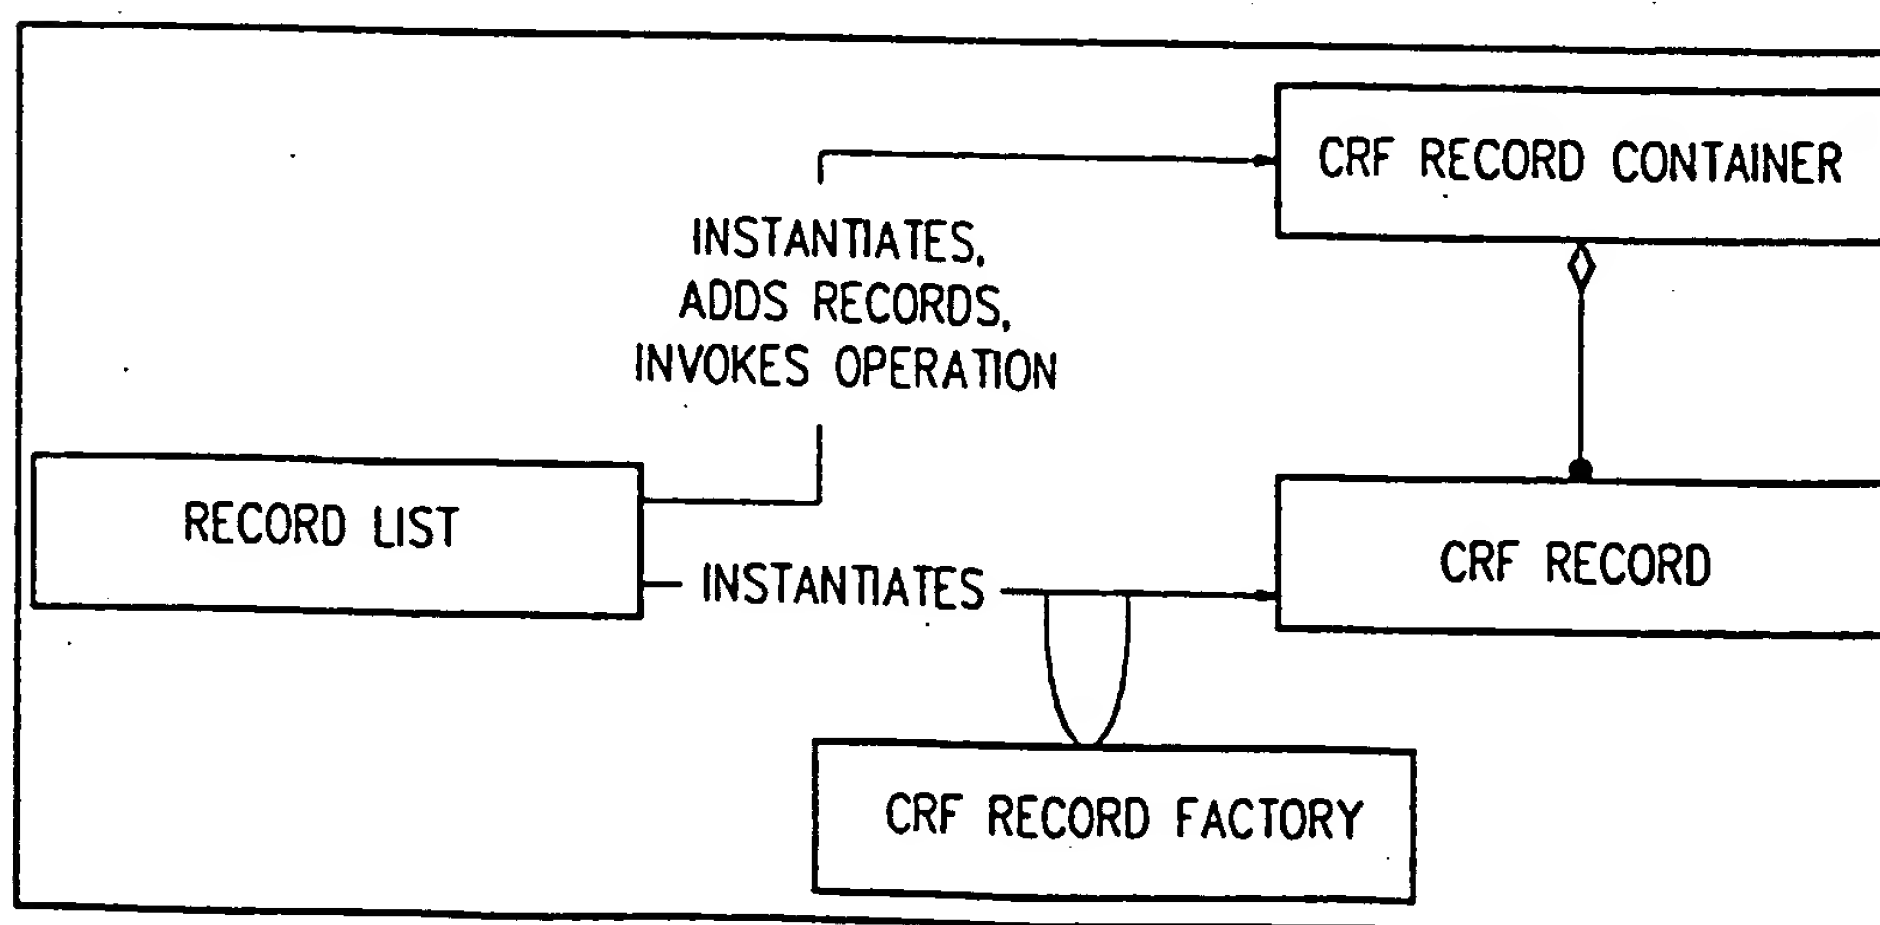 CRF RECORD CONTAINER
INSTANTIATES,
ADDS RECORDS,
INVOKES OPERATION
RECORD LIST
INSTANTIATES
CRF RECORD
CRF RECORD FACTORY